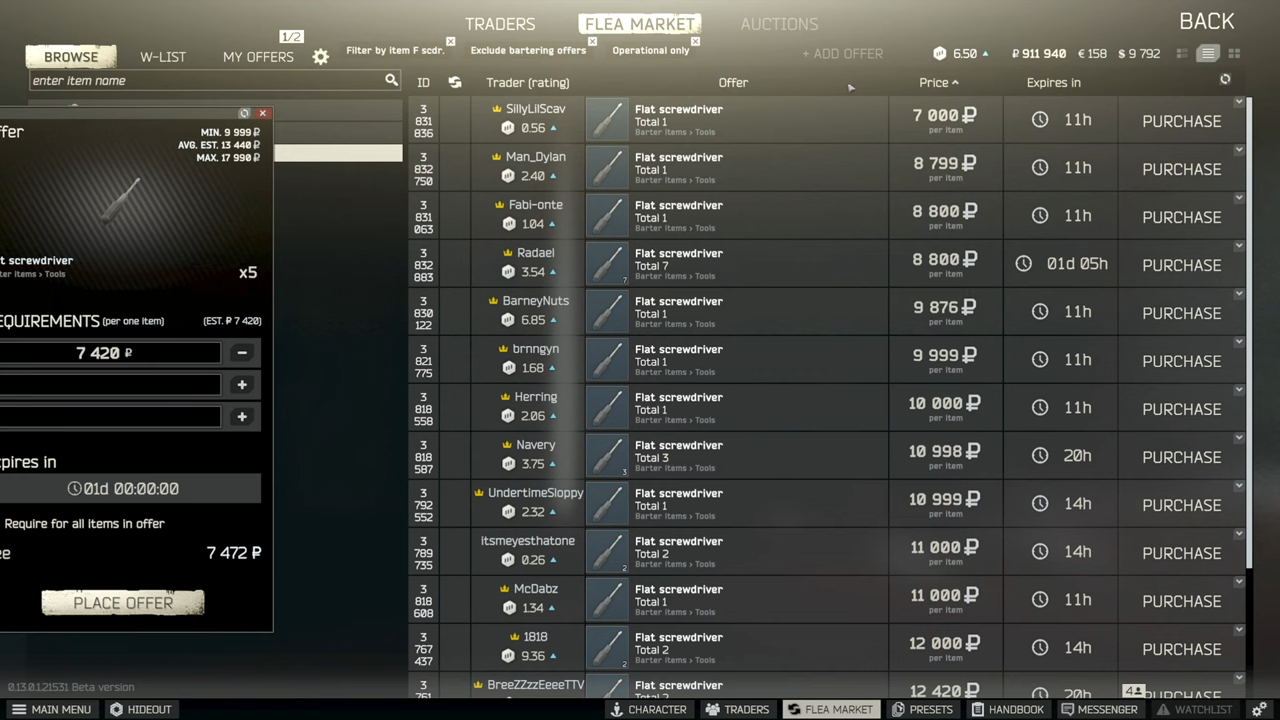 TRADERS FLEA MARKET AUCTIONS BACK
1/2
BROWSE W-LIST MY OFFERS Filter by item F scdr. Exclude bartering offers Operational only + ADD OFFER 6.50 ₽ 911 940 € 158 $ 9 792
enter item name
ID Trader (rating) Offer Price Expires in
MIN. 9 999 ₽
AVG. EST. 13 440 ₽
MAX. 17 990 ₽
ffer
t screwdriver
rter items > Tools
x5
EQUIREMENTS (per one item) (EST. ₽ 7 420)
7 420 ₽ −
+
+
xpires in
01d 00:00:00
Require for all items in offer
ee 7 472 ₽
PLACE OFFER
3 831 836 SillyLilScav 0.56 Flat screwdriver Total 1 Barter items > Tools 7 000 ₽ per item 11h PURCHASE
3 832 750 Man_Dylan 2.40 Flat screwdriver Total 1 Barter items > Tools 8 799 ₽ per item 11h PURCHASE
3 831 063 Fabi-onte 1.04 Flat screwdriver Total 1 Barter items > Tools 8 800 ₽ per item 11h PURCHASE
3 832 883 Radael 3.54 7 Flat screwdriver Total 7 Barter items > Tools 8 800 ₽ per item 01d 05h PURCHASE
3 830 122 BarneyNuts 6.85 Flat screwdriver Total 1 Barter items > Tools 9 876 ₽ per item 11h PURCHASE
3 821 775 brnngyn 1.68 Flat screwdriver Total 1 Barter items > Tools 9 999 ₽ per item 11h PURCHASE
3 818 558 Herring 2.06 Flat screwdriver Total 1 Barter items > Tools 10 000 ₽ per item 11h PURCHASE
3 818 587 Navery 3.75 3 Flat screwdriver Total 3 Barter items > Tools 10 998 ₽ per item 20h PURCHASE
3 792 552 UndertimeSloppy 2.32 Flat screwdriver Total 1 Barter items > Tools 10 999 ₽ per item 14h PURCHASE
3 789 735 itsmeyesthatone 0.26 2 Flat screwdriver Total 2 Barter items > Tools 11 000 ₽ per item 14h PURCHASE
3 818 608 McDabz 1.34 Flat screwdriver Total 1 Barter items > Tools 11 000 ₽ per item 11h PURCHASE
3 767 437 1818 9.36 2 Flat screwdriver Total 2 Barter items > Tools 12 000 ₽ per item 14h PURCHASE
3 BreeZZzzEeeeTTV Flat screwdriver 12 420 ₽ 20h PURCHASE
0.13.0.1.21531 Beta version
4
MAIN MENU HIDEOUT CHARACTER TRADERS FLEA MARKET PRESETS HANDBOOK MESSENGER WATCHLIST